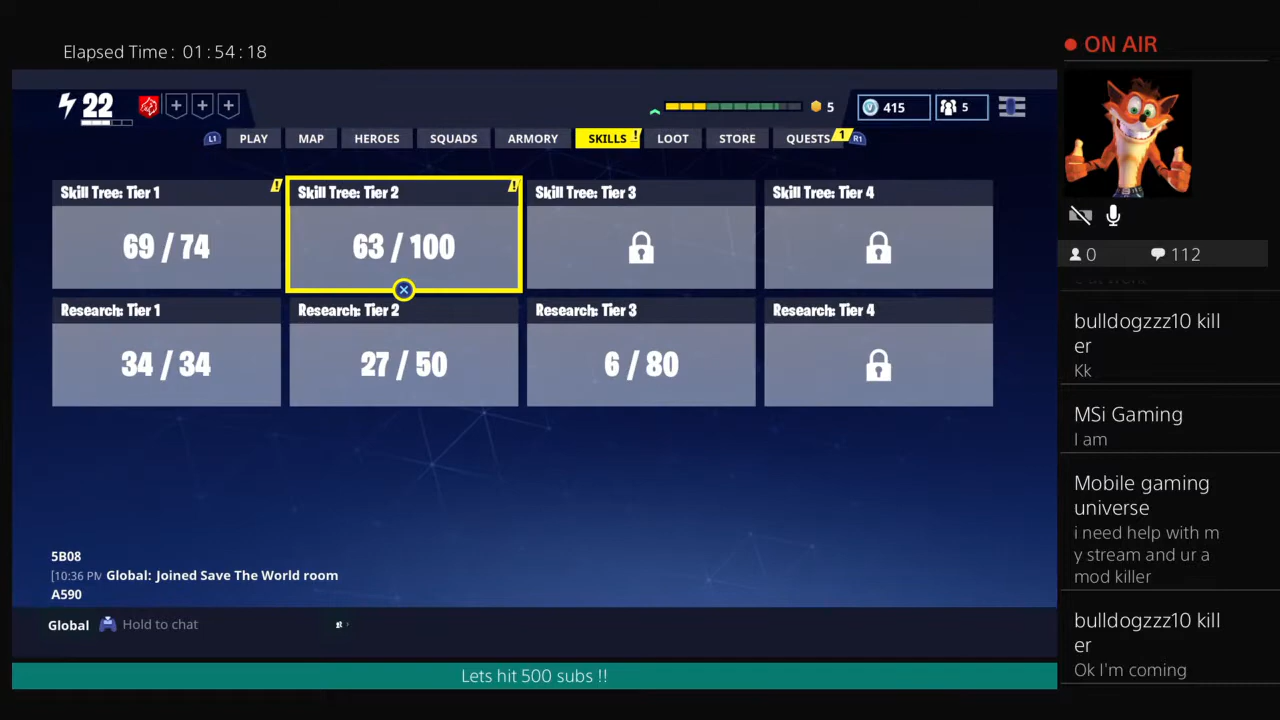 Elapsed Time: 01:54:18
ON AIR
22
5
415
5
L1
PLAY
MAP
HEROES
SQUADS
ARMORY
SKILLS !
LOOT
STORE
QUESTS 1
R1
Skill Tree: Tier 1 !
69 / 74
Skill Tree: Tier 2 !
63 / 100
Skill Tree: Tier 3
Skill Tree: Tier 4
Research: Tier 1
34 / 34
Research: Tier 2
27 / 50
Research: Tier 3
6 / 80
Research: Tier 4
0
112
bulldogzzz10 kill
er
Kk
MSi Gaming
I am
Mobile gaming
universe
i need help with m
y stream and ur a
mod killer
bulldogzzz10 kill
er
Ok I'm coming
5B08
[10:36 PM Global: Joined Save The World room
A590
Global Hold to chat
Lets hit 500 subs !!